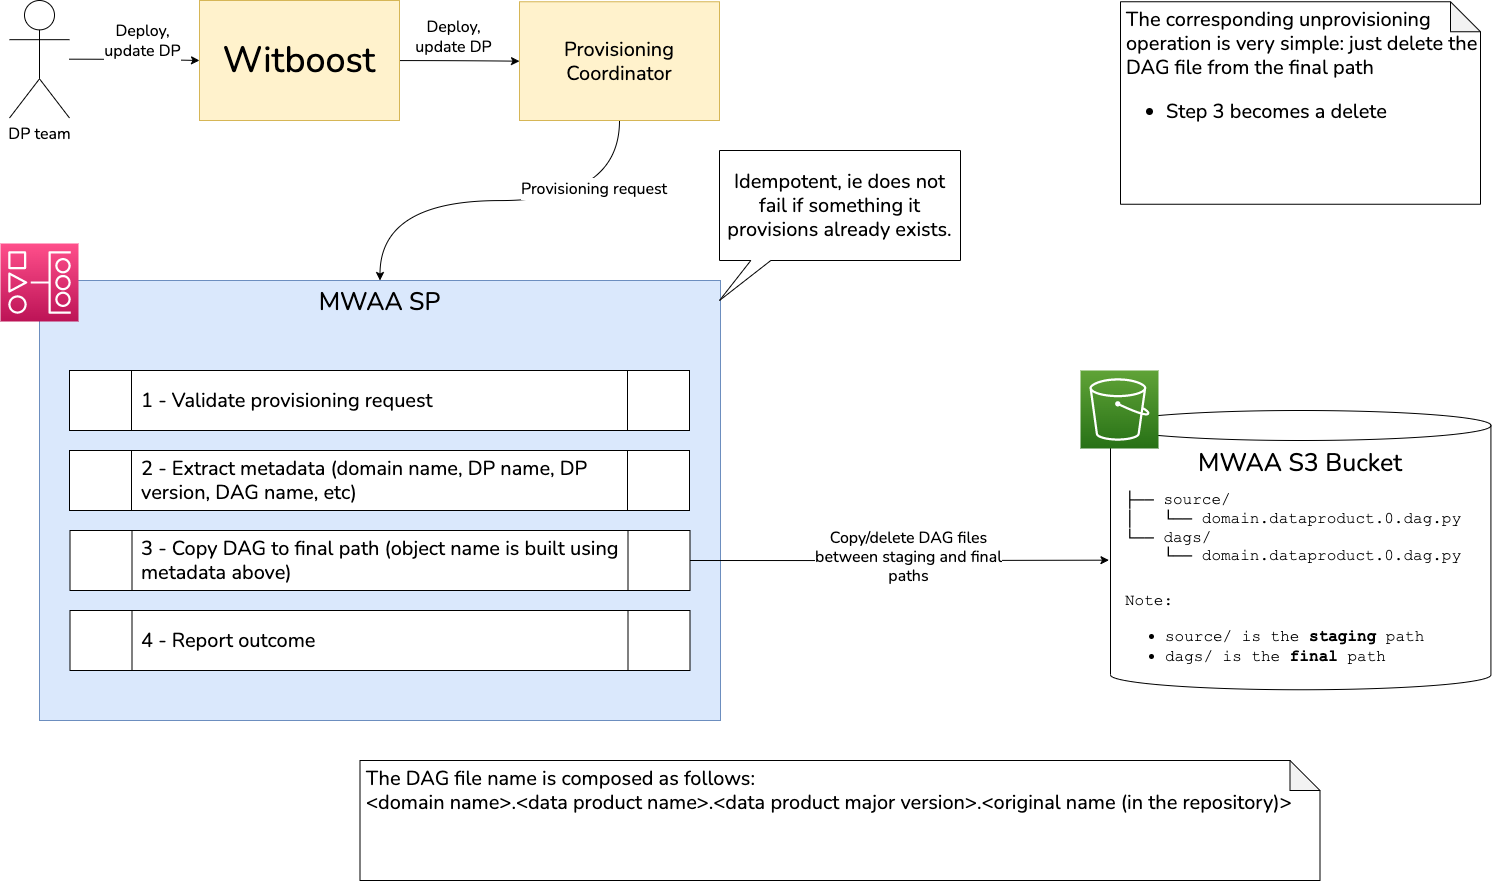 Deploy,
update DP
DP team
Witboost
Deploy,
update DP
Provisioning
Coordinator
The corresponding unprovisioning
operation is very simple: just delete the
DAG file from the final path
• Step 3 becomes a delete
Provisioning request
Idempotent, ie does not
fail if something it
provisions already exists.
MWAA SP
1 - Validate provisioning request
2 - Extract metadata (domain name, DP name, DP
version, DAG name, etc)
3 - Copy DAG to final path (object name is built using
metadata above)
4 - Report outcome
Copy/delete DAG files
between staging and final
paths
MWAA S3 Bucket
├── source/
│   └── domain.dataproduct.0.dag.py
└── dags/
    └── domain.dataproduct.0.dag.py
Note:
• source/ is the staging path
• dags/ is the final path
The DAG file name is composed as follows:
<domain name>.<data product name>.<data product major version>.<original name (in the repository)>